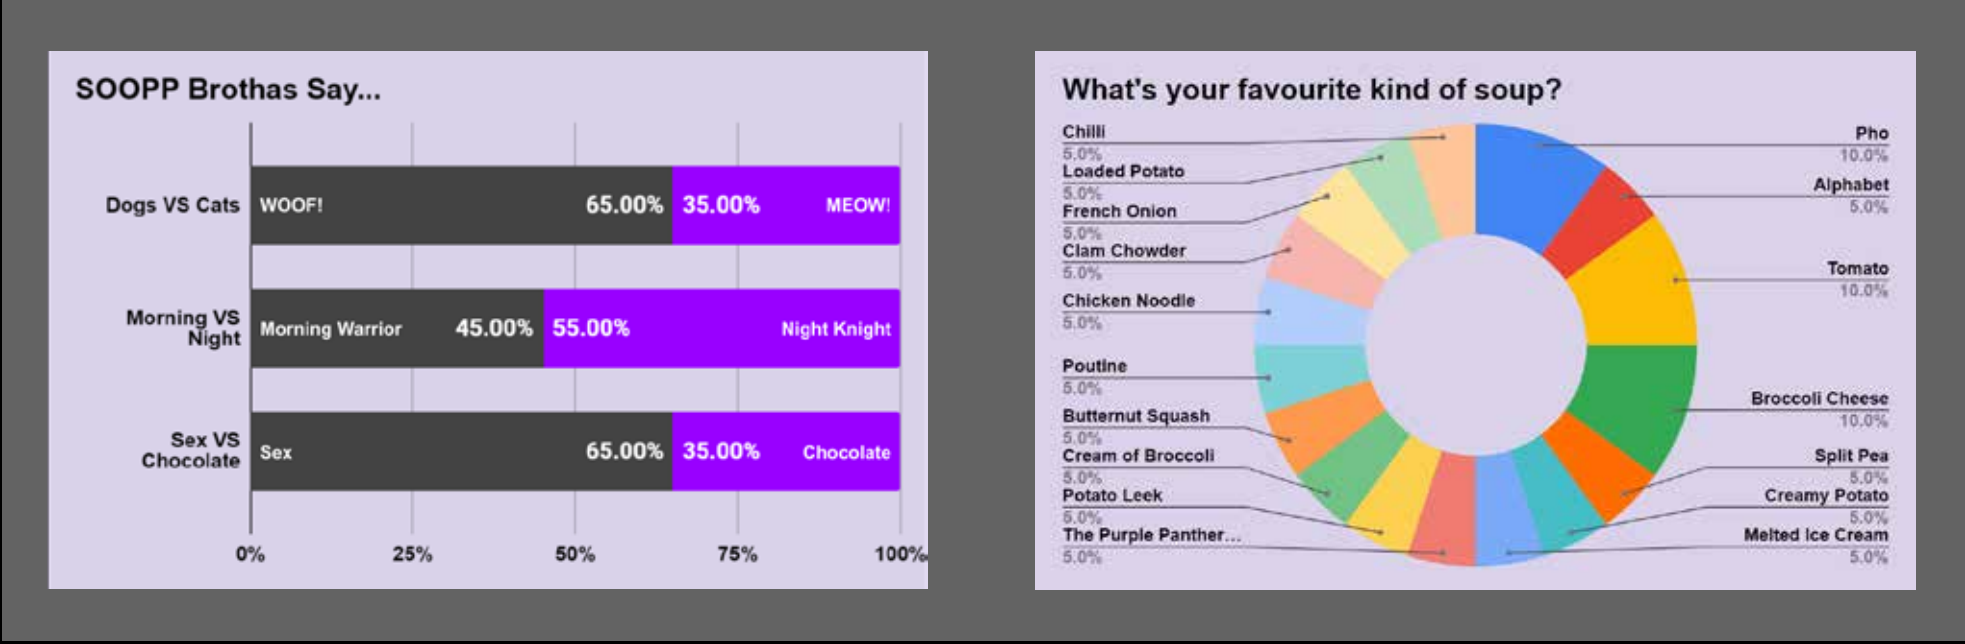 SOOPP Brothas Say...
Dogs VS Cats
WOOF!
65.00%
35.00%
MEOW!
Morning VS
Night
Morning Warrior
45.00%
55.00%
Night Knight
Sex VS
Chocolate
Sex
65.00%
35.00%
Chocolate
0%
25%
50%
75%
100%
What's your favourite kind of soup?
Chilli
5.0%
Loaded Potato
5.0%
French Onion
5.0%
Clam Chowder
5.0%
Chicken Noodle
5.0%
Poutine
5.0%
Butternut Squash
5.0%
Cream of Broccoli
5.0%
Potato Leek
5.0%
The Purple Panther...
5.0%
Pho
10.0%
Alphabet
5.0%
Tomato
10.0%
Broccoli Cheese
10.0%
Split Pea
5.0%
Creamy Potato
5.0%
Melted Ice Cream
5.0%